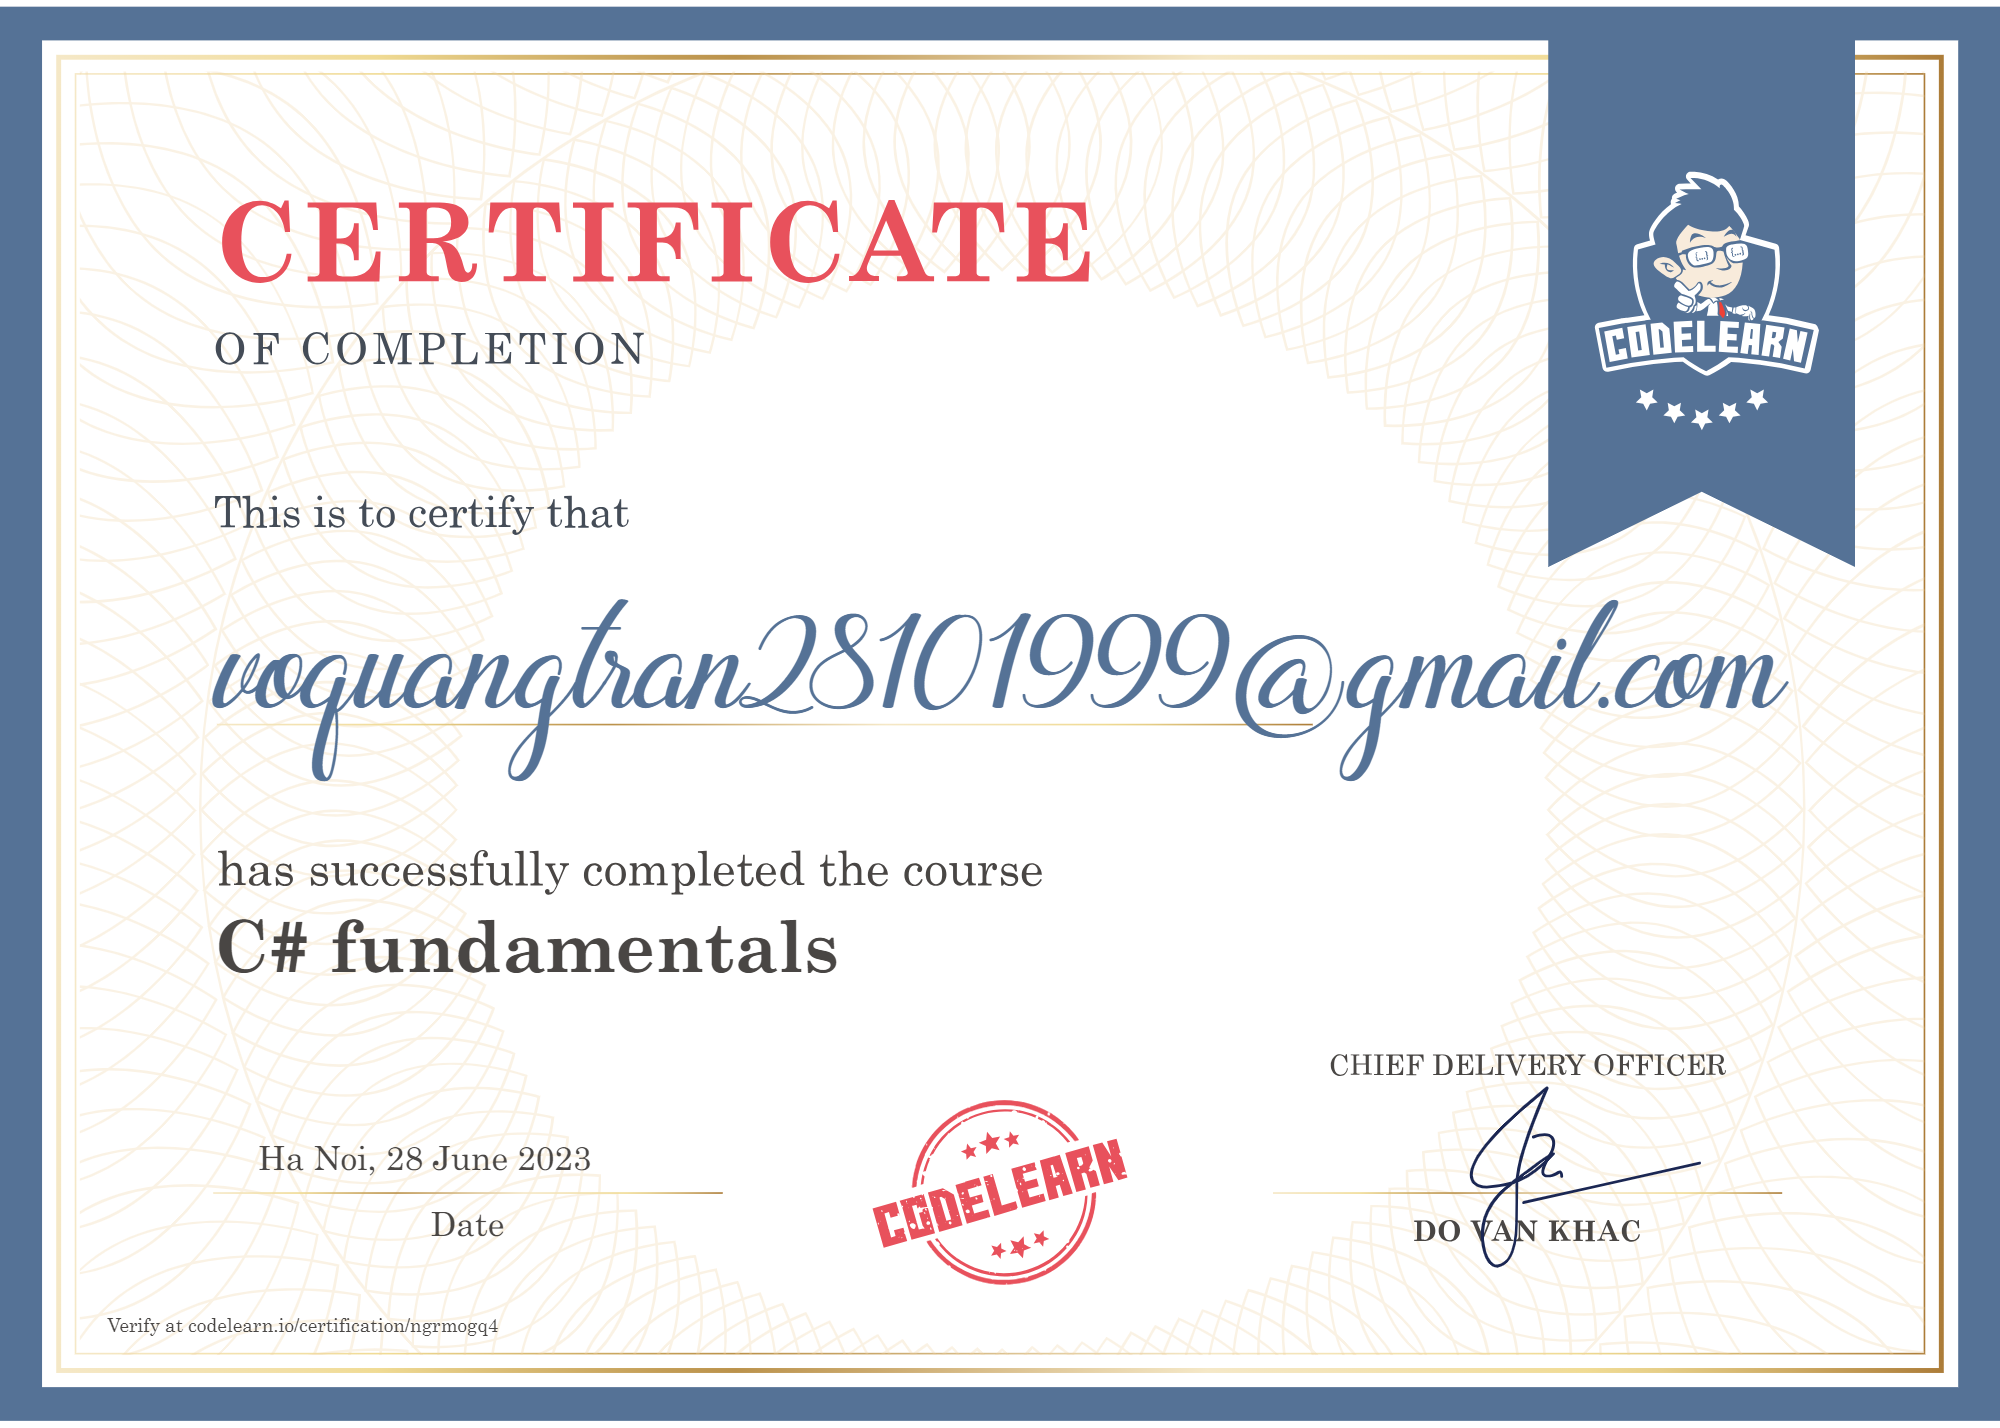 CERTIFICATE
OF COMPLETION
CODELEARN
This is to certify that
voquangtran28101999@gmail.com
has successfully completed the course
C# fundamentals
CHIEF DELIVERY OFFICER
Ha Noi, 28 June 2023
CODELEARN
Date
DO VAN KHAC
Verify at codelearn.io/certification/ngrmogq4